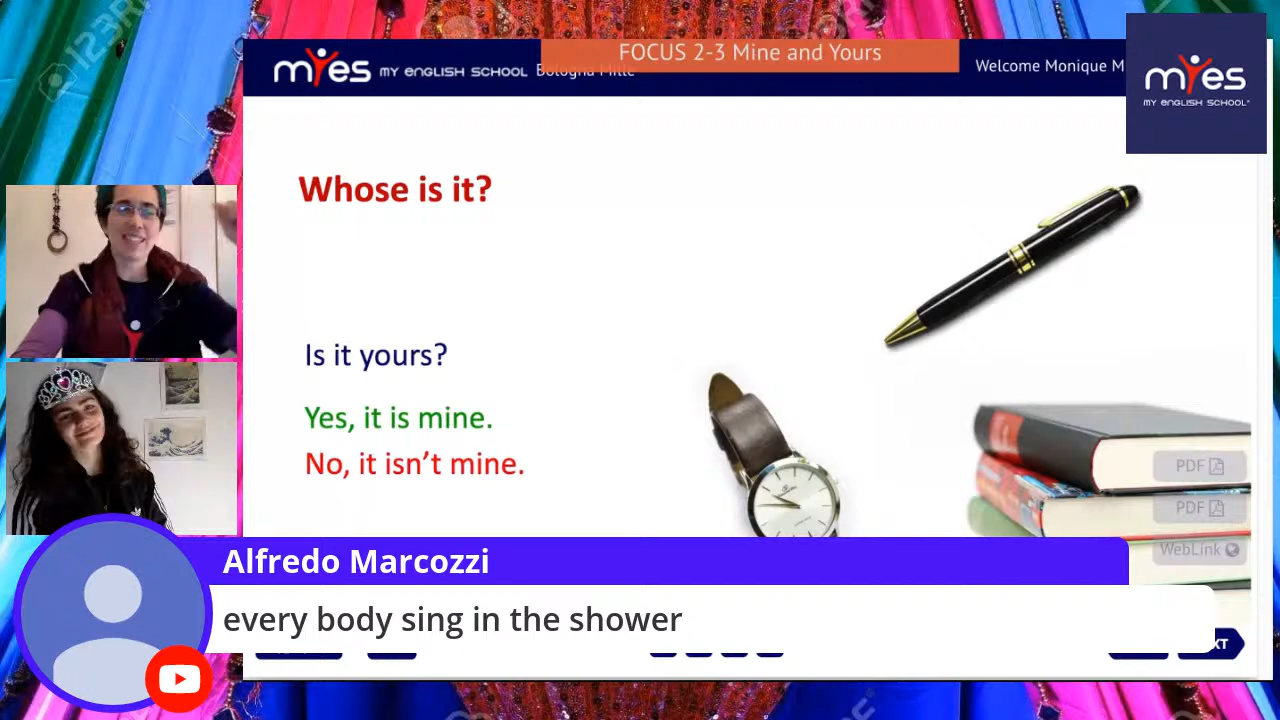 FOCUS 2-3 Mine and Yours
myes MY ENGLISH SCHOOL Bologna Mille
Welcome Monique M
myes
MY ENGLISH SCHOOL
Whose is it?
Is it yours?
Yes, it is mine.
No, it isn't mine.
PDF
PDF
WebLink
Alfredo Marcozzi
every body sing in the shower
XT
123RF